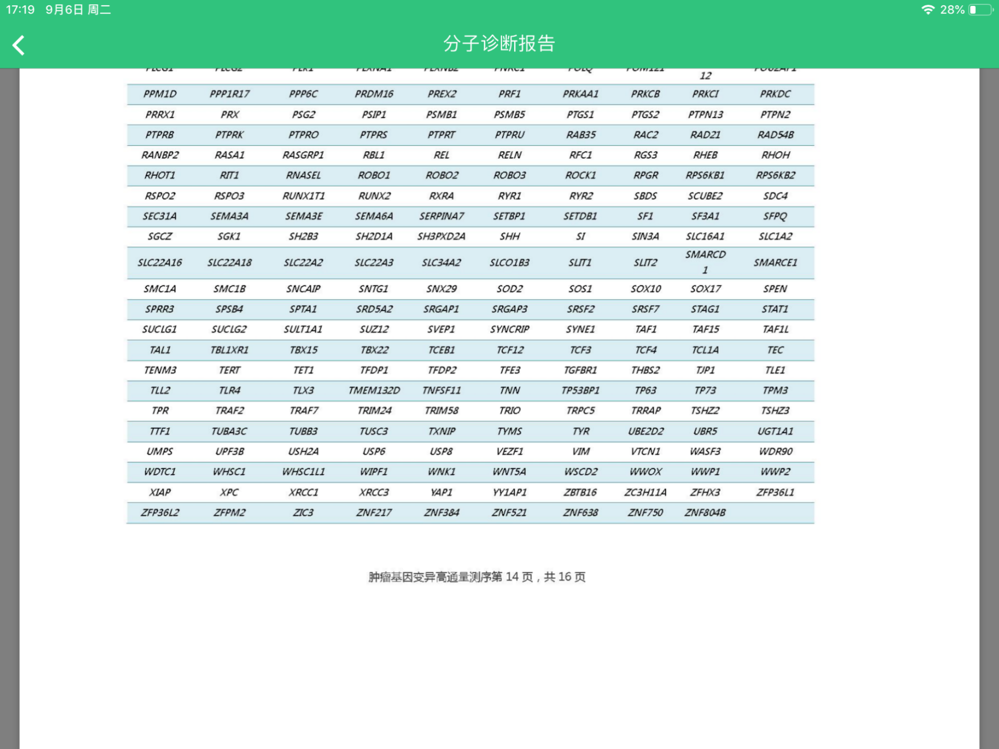 17:19 9月6日 周二
28%
分子诊断报告
12
PPM1D PPP1R17 PPP6C PRDM16 PREX2 PRF1 PRKAA1 PRKCB PRKCI PRKDC
PRRX1 PRX PSG2 PSIP1 PSMB1 PSMB5 PTGS1 PTGS2 PTPN13 PTPN2
PTPRB PTPRK PTPRO PTPRS PTPRT PTPRU RAB35 RAC2 RAD21 RAD54B
RANBP2 RASA1 RASGRP1 RBL1 REL RELN RFC1 RGS3 RHEB RHOH
RHOT1 RIT1 RNASEL ROBO1 ROBO2 ROBO3 ROCK1 RPGR RPS6KB1 RPS6KB2
RSPO2 RSPO3 RUNX1T1 RUNX2 RXRA RYR1 RYR2 SBDS SCUBE2 SDC4
SEC31A SEMA3A SEMA3E SEMA6A SERPINA7 SETBP1 SETDB1 SF1 SF3A1 SFPQ
SGCZ SGK1 SH2B3 SH2D1A SH3PXD2A SHH SI SIN3A SLC16A1 SLC1A2
SLC22A16 SLC22A18 SLC22A2 SLC22A3 SLC34A2 SLCO1B3 SLIT1 SLIT2 SMARCD
1 SMARCE1
SMC1A SMC1B SNCAIP SNTG1 SNX29 SOD2 SOS1 SOX10 SOX17 SPEN
SPRR3 SPSB4 SPTA1 SRD5A2 SRGAP1 SRGAP3 SRSF2 SRSF7 STAG1 STAT1
SUCLG1 SUCLG2 SULT1A1 SUZ12 SVEP1 SYNCRIP SYNE1 TAF1 TAF15 TAF1L
TAL1 TBL1XR1 TBX15 TBX22 TCEB1 TCF12 TCF3 TCF4 TCL1A TEC
TENM3 TERT TET1 TFDP1 TFDP2 TFE3 TGFBR1 THBS2 TJP1 TLE1
TLL2 TLR4 TLX3 TMEM132D TNFSF11 TNN TP53BP1 TP63 TP73 TPM3
TPR TRAF2 TRAF7 TRIM24 TRIM58 TRIO TRPC5 TRRAP TSHZ2 TSHZ3
TTF1 TUBA3C TUBB3 TUSC3 TXNIP TYMS TYR UBE2D2 UBR5 UGT1A1
UMPS UPF3B USH2A USP6 USP8 VEZF1 VIM VTCN1 WASF3 WDR90
WDTC1 WHSC1 WHSC1L1 WIPF1 WNK1 WNT5A WSCD2 WWOX WWP1 WWP2
XIAP XPC XRCC1 XRCC3 YAP1 YY1AP1 ZBTB16 ZC3H11A ZFHX3 ZFP36L1
ZFP36L2 ZFPM2 ZIC3 ZNF217 ZNF384 ZNF521 ZNF638 ZNF750 ZNF804B
肿瘤基因变异高通量测序第 14 页，共 16 页